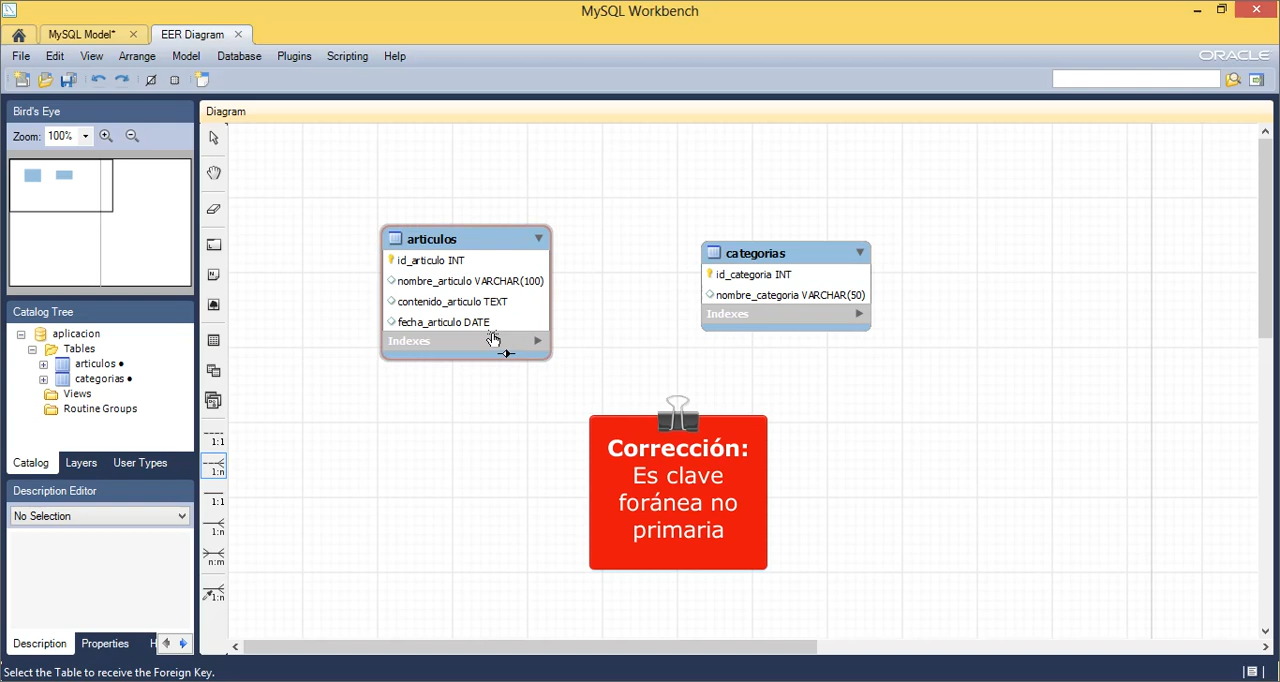 MySQL Workbench
MySQL Model*
EER Diagram
File Edit View Arrange Model Database Plugins Scripting Help
ORACLE
Bird's Eye
Zoom: 100%
Diagram
articulos
id_articulo INT
nombre_articulo VARCHAR(100)
contenido_articulo TEXT
fecha_articulo DATE
Indexes
categorias
id_categoria INT
nombre_categoria VARCHAR(50)
Indexes
Corrección:
Es clave
foránea no
primaria
Catalog Tree
aplicacion
Tables
articulos •
categorias •
Views
Routine Groups
Catalog Layers User Types
Description Editor
No Selection
Description Properties H
1:1
1:n
1:1
1:n
n:m
1:n
Select the Table to receive the Foreign Key.